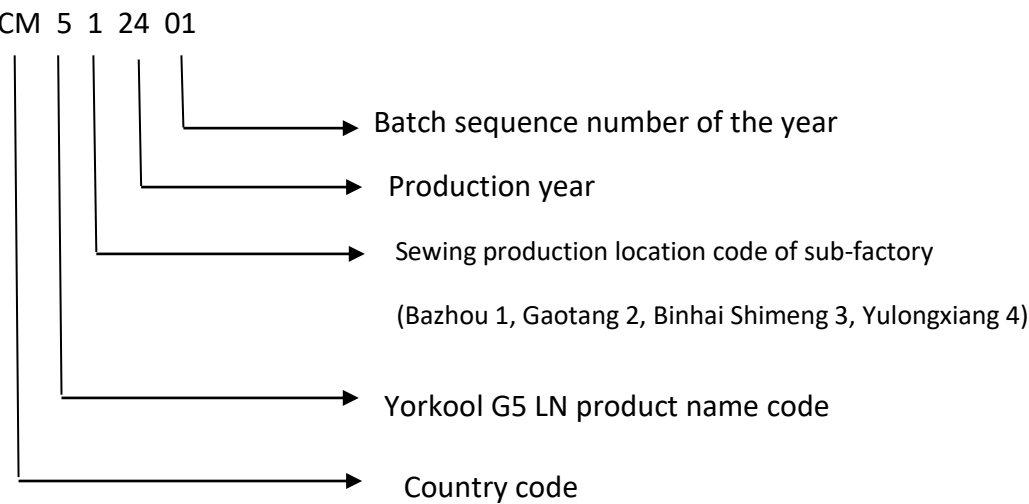 CM 5 1 24 01
Batch sequence number of the year
Production year
Sewing production location code of sub-factory
(Bazhou 1, Gaotang 2, Binhai Shimeng 3, Yulongxiang 4)
Yorkool G5 LN product name code
Country code